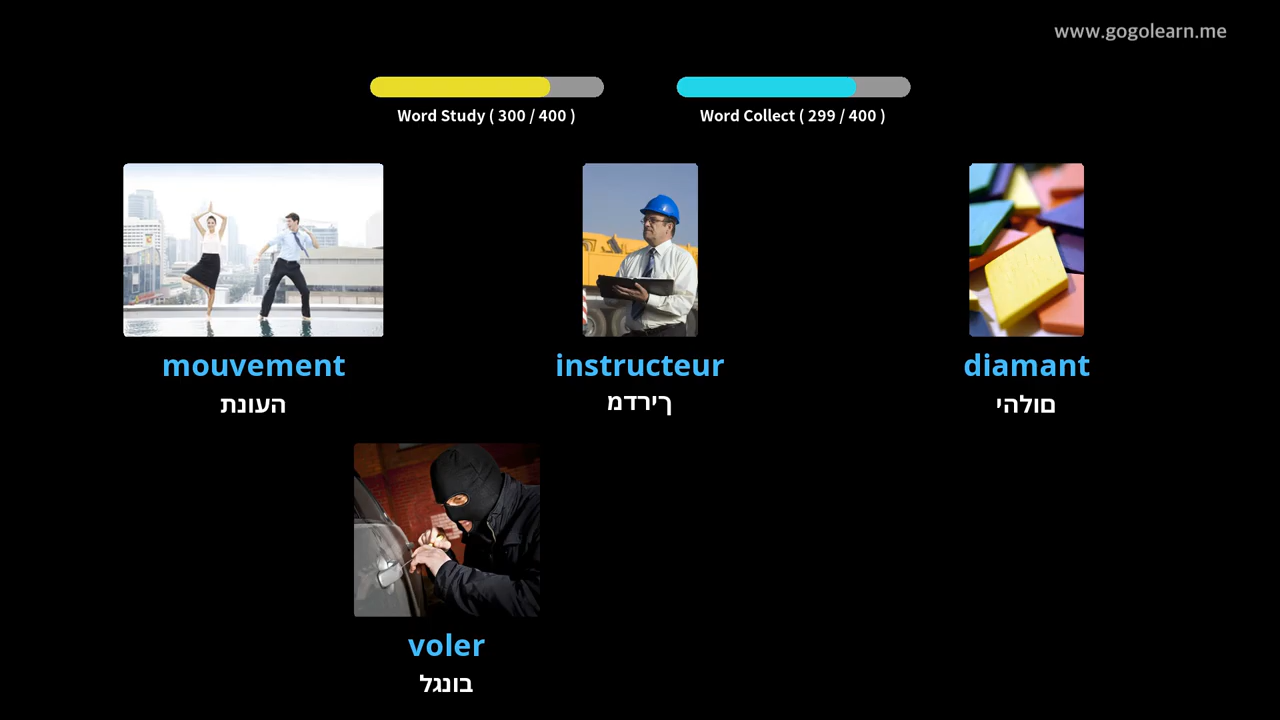 www.gogolearn.me
Word Study ( 300 / 400 )
Word Collect ( 299 / 400 )
mouvement
תנועה
instructeur
מדריך
diamant
יהלום
voler
לגנוב